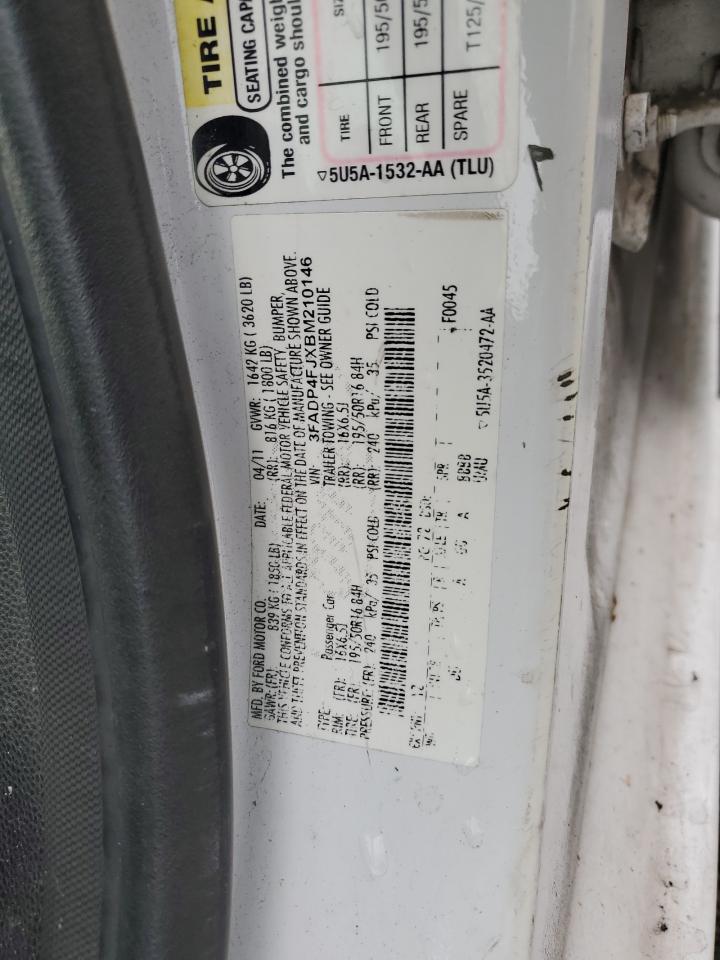 TIRE A
SEATING CAP
The combined weigh
and cargo shou
TIRE SIZ
FRONT 195/50
REAR 195/5
SPARE T125/
5U5A-1532-AA (TLU)
MFD. BY FORD MOTOR CO. DATE: 04/11 GVWR: 1642 KG ( 3620 LB)
GAWR:(FR): 839 KG ( 1850 LB) (RR): 816 KG ( 1800 LB)
THIS VEHICLE CONFORMS TO ALL APPLICABLE FEDERAL MOTOR VEHICLE SAFETY, BUMPER,
AND THEFT PREVENTION STANDARDS IN EFFECT ON THE DATE OF MANUFACTURE SHOWN ABOVE.
VIN: 3FADP4FJXBM210146
TYPE: Passenger Car TRAILER TOWING - SEE OWNER GUIDE
RIM: (FR): 16X6.5J (RR): 16X6.5J
TIRE: (FR): 195/50R16 84H (RR): 195/50R16 84H
PRESSURE:(FR): 240 kPa/ 35 PSI COLD (RR): 240 kPa/ 35 PSI COLD
F0045
5U5A-3520472-AA